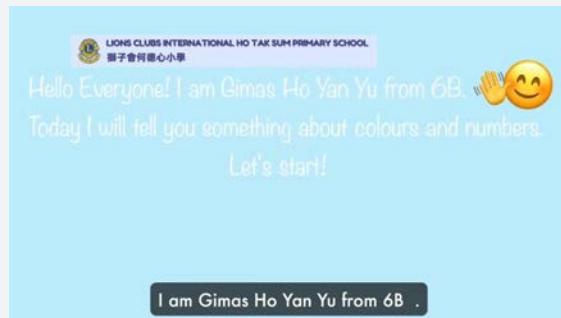 LIONS CLUBS INTERNATIONAL HO TAK SUM PRIMARY SCHOOL
獅子會何德心小學
Hello Everyone! I am Gimas Ho Yan Yu from 6B.
Today I will tell you something about colours and numbers.
Let's start!
I am Gimas Ho Yan Yu from 6B .